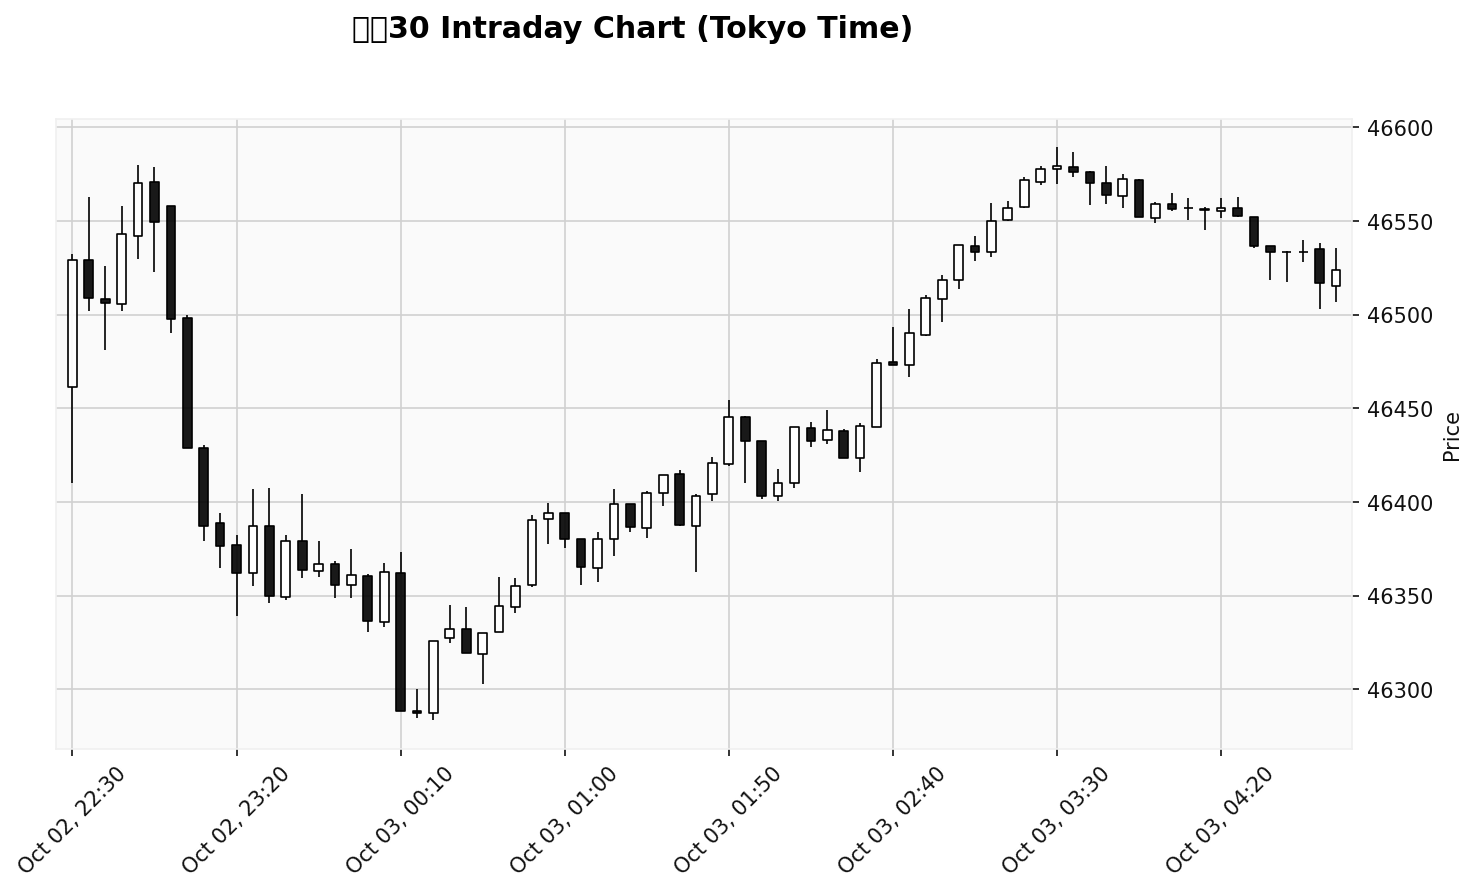 30 Intraday Chart (Tokyo Time)
46600
46550
46500
46450
46400
46350
46300
Price
Oct 02, 22:30
Oct 02, 23:20
Oct 03, 00:10
Oct 03, 01:00
Oct 03, 01:50
Oct 03, 02:40
Oct 03, 03:30
Oct 03, 04:20